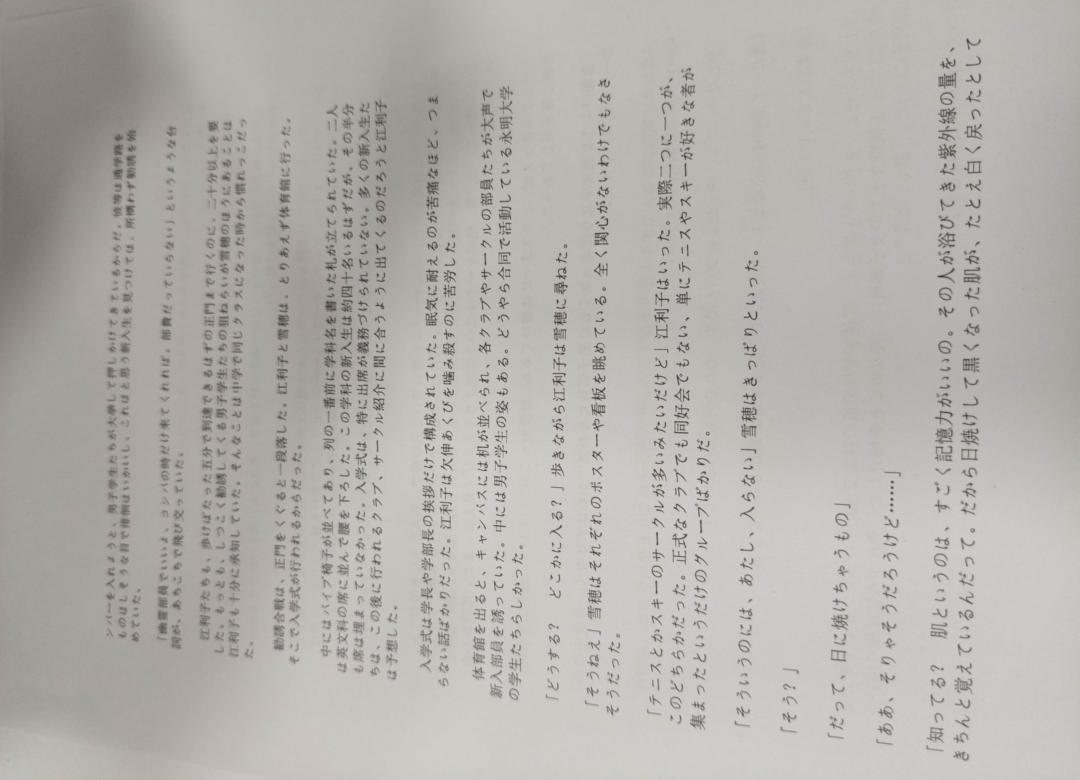 ンバーを入れようと、男子学生たちが大挙して押しかけてきているからだ。彼等は通学路を
ものほしそうな目で徘徊し、これはと思う新入生を見つけては、所構わず勧誘を始
めていた。
「幽霊部員でいいよ、コンパの時だけ来てくれれば。部費だっていらない」というような台
詞が、あちこちで飛び交っていた。
江利子たちも、歩けばたった五分で到達できるはずの正門まで行くのに、二十分以上を要
した。もっとも、しつこく勧誘してくる男子学生たちの狙ねらいが雪穂のほうにあることは
江利子も十分に承知していた。そんなことは中学で同じクラスになった時から慣れっこだっ
た。
勧誘合戦は、正門をくぐると一段落した。江利子と雪穂は、とりあえず体育館に行った。
そこで入学式が行われるからだった。
中にはパイプ椅子が並べてあり、列の一番前に学科名を書いた札が立てられていた。二人
は英文科の席に並んで腰を下ろした。この学科の新入生は約四十名いるはずだが、その半分
も席は埋まっていなかった。入学式は、特に出席が義務づけられていない。多くの新入生た
ちは、この後に行われるクラブ、サークル紹介に間に合うように出てくるのだろうと江利子
は予想した。
入学式は学長や学部長の挨拶だけで構成されていた。眠気に耐えるのが苦痛なほど、つま
らない話ばかりだった。江利子は欠伸あくびを噛み殺すのに苦労した。
体育館を出ると、キャンパスには机が並べられ、各クラブやサークルの部員たちが大声で
新入部員を誘っていた。中には男子学生の姿もある。どうやら合同で活動している永明大学
の学生たちらしかった。
「どうする？　どこかに入る？」歩きながら江利子は雪穂に尋ねた。
「そうねえ」雪穂はそれぞれのポスターや看板を眺めている。全く関心がないわけでもなさ
そうだった。
「テニスとかスキーのサークルが多いみたいだけど」江利子はいった。実際二つに一つが、
このどちらかだった。正式なクラブでも同好会でもない、単にテニスやスキーが好きな者が
集まったというだけのグループばかりだ。
「そういうのには、あたし、入らない」雪穂はきっぱりといった。
「そう？」
「だって、日に焼けちゃうもの」
「ああ、そりゃそうだろうけど……」
「知ってる？　肌というのは、すごく記憶力がいいの。その人が浴びてきた紫外線の量を、
きちんと覚えているんだって。だから日焼けして黒くなった肌が、たとえ白く戻ったとして